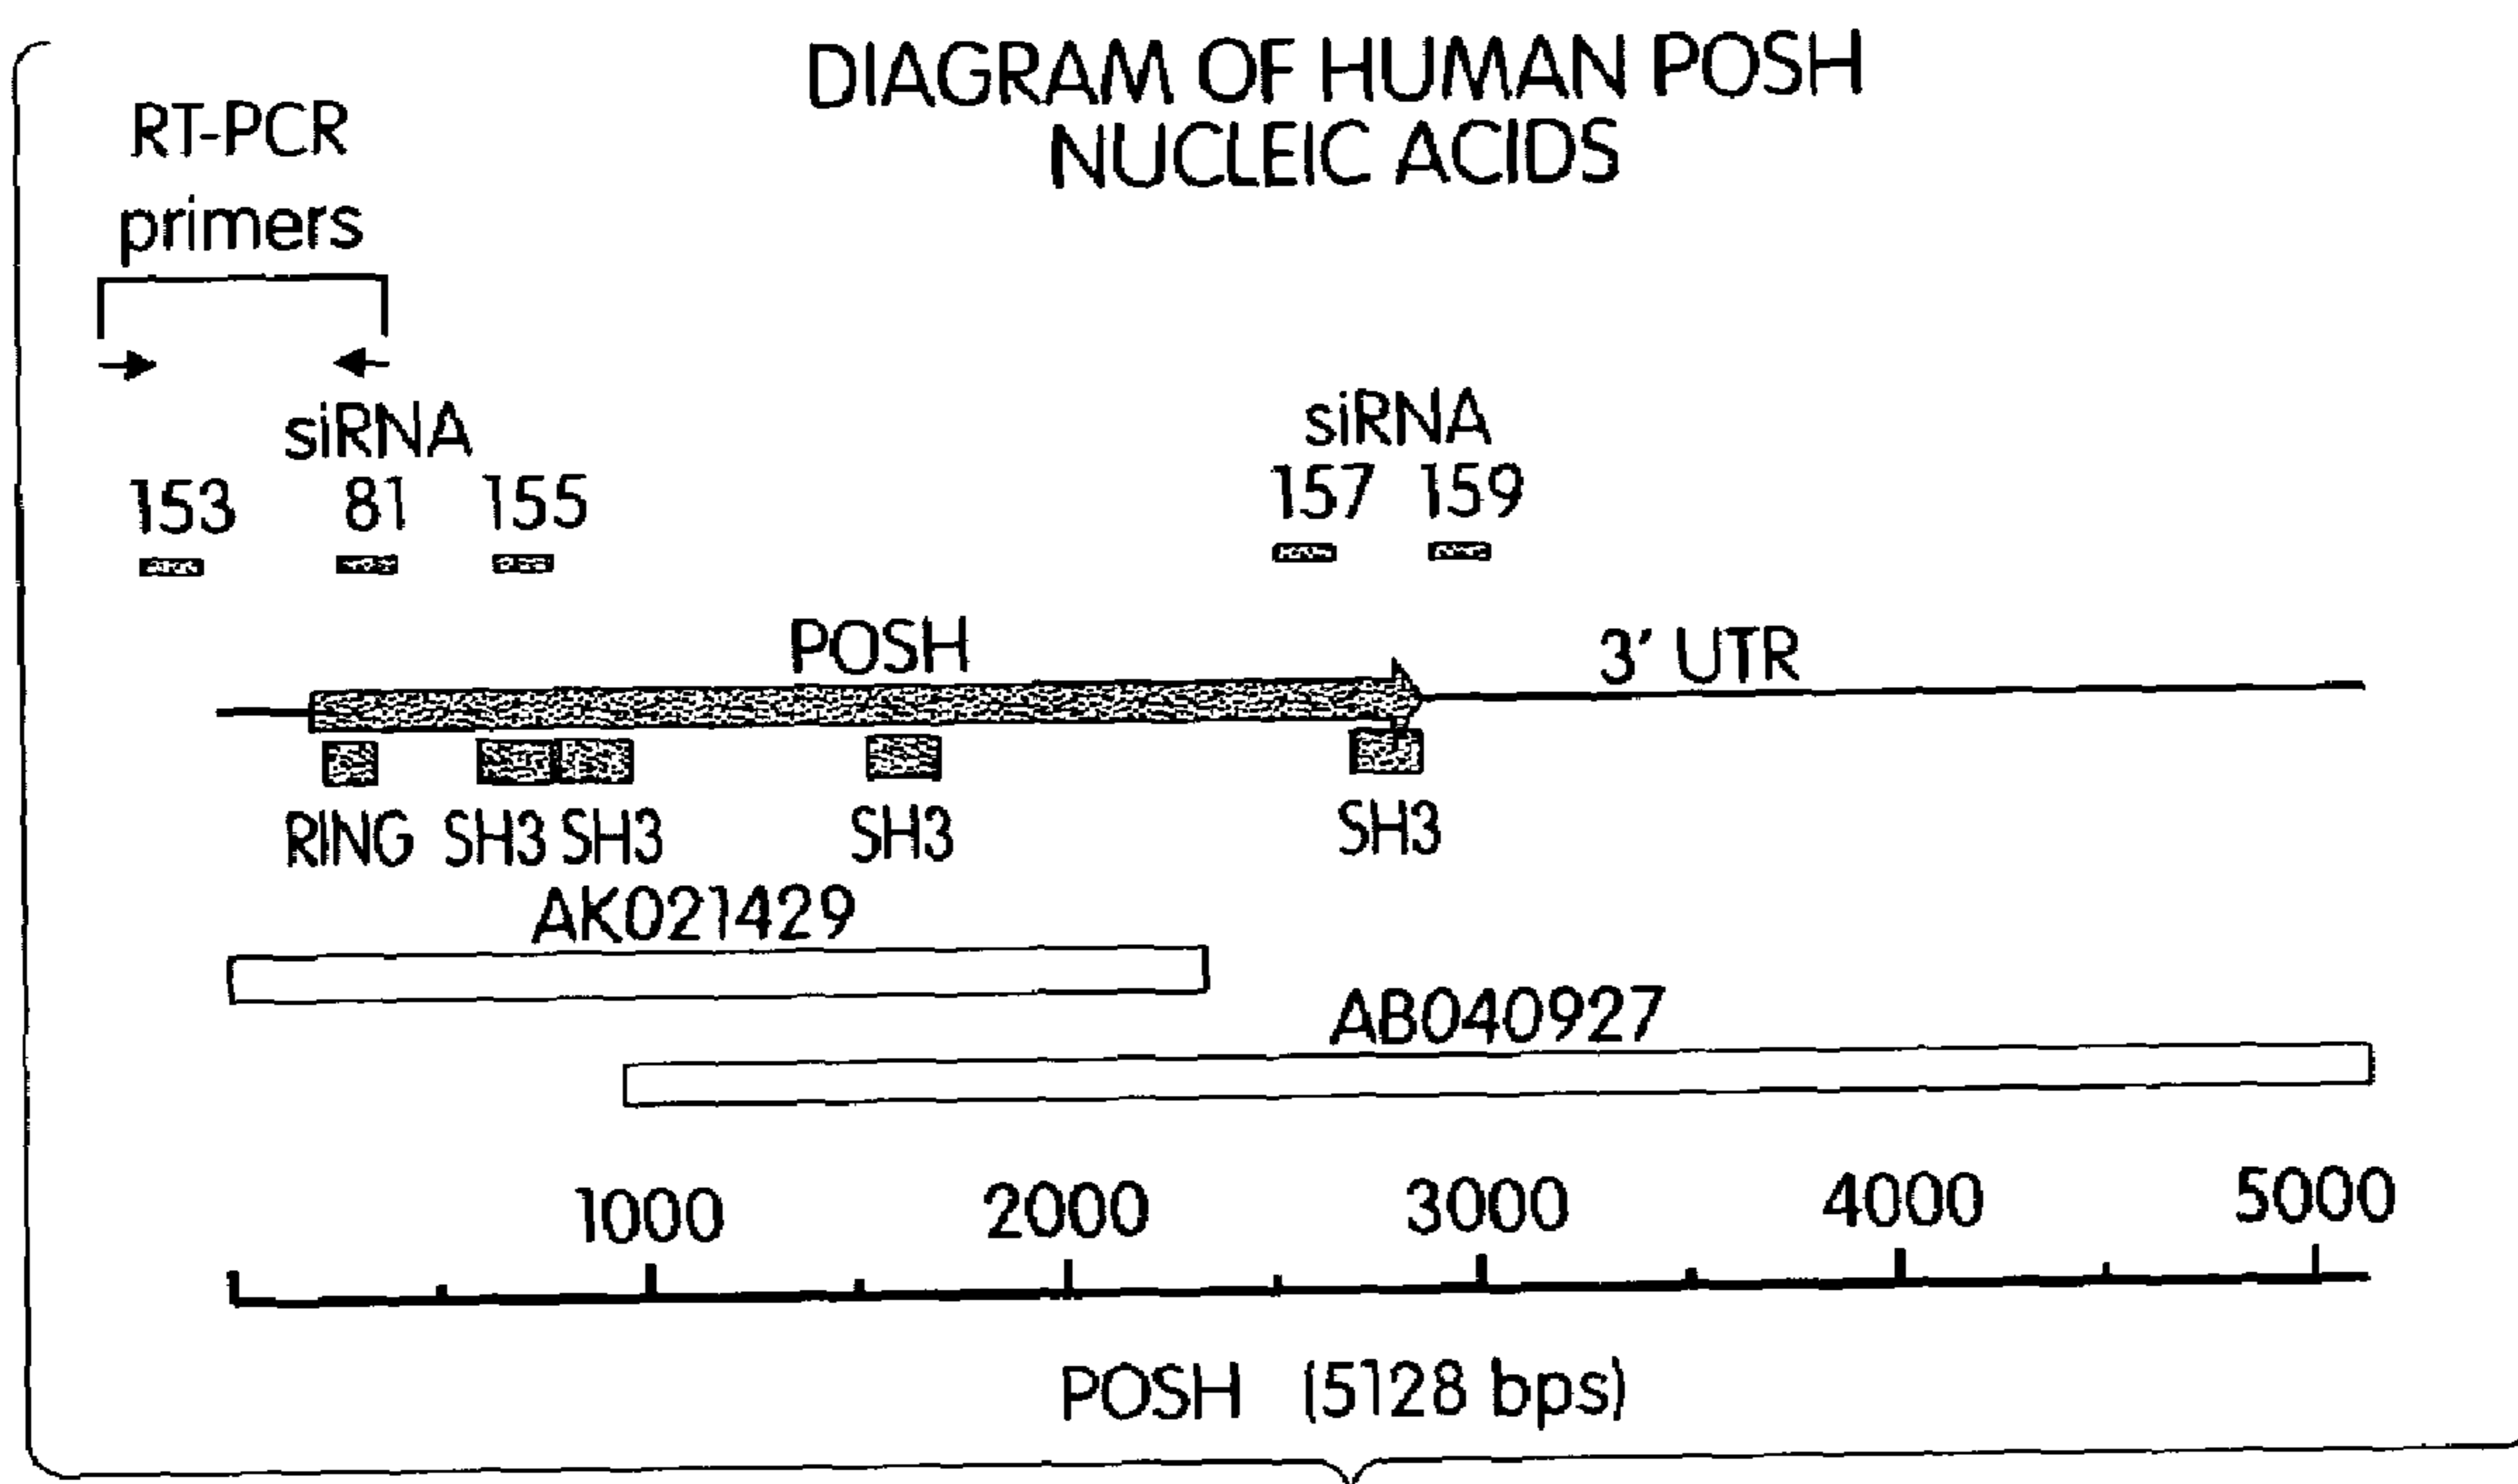 DIAGRAM OF HUMAN POSH
NUCLEIC ACIDS
RT-PCR
primers
siRNA
153 81 155
siRNA
157 159
POSH
3' UTR
RING SH3 SH3 SH3 SH3
AK021429
AB040927
1000 2000 3000 4000 5000
POSH (5128 bps)